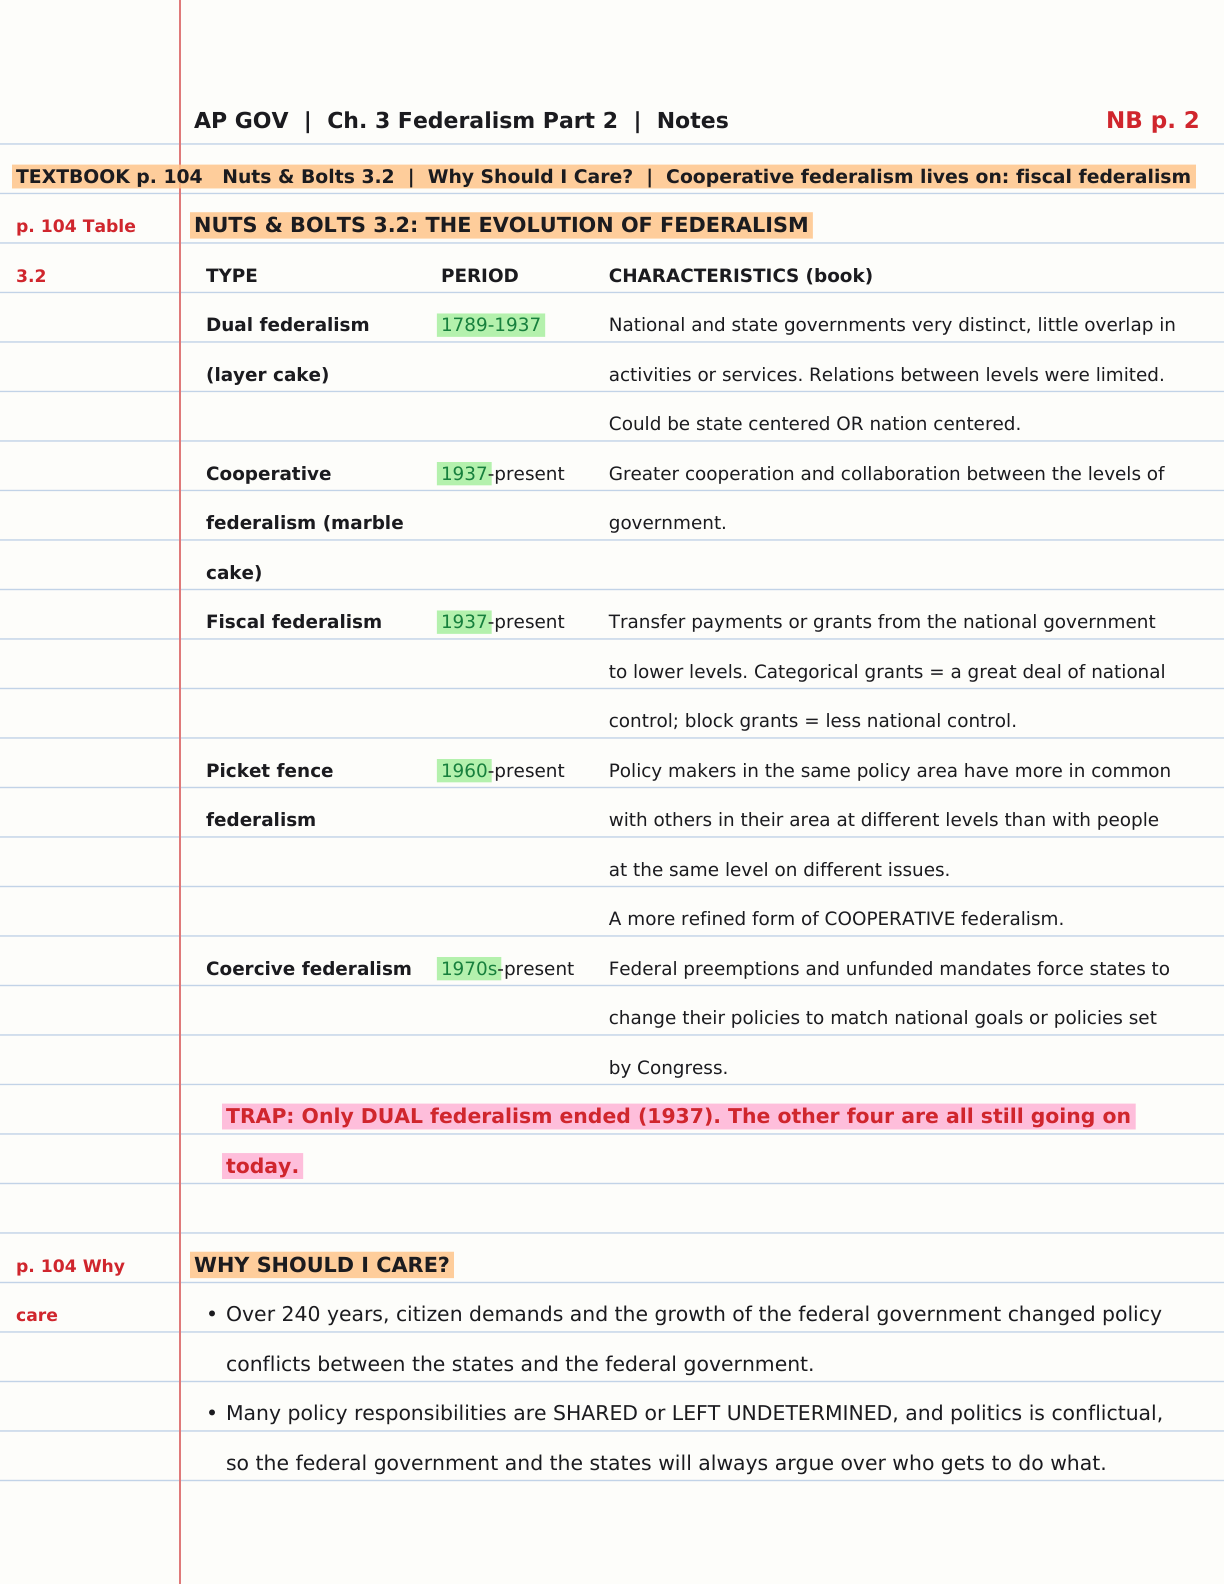 AP GOV | Ch. 3 Federalism Part 2 | Notes NB p. 2
TEXTBOOK p. 104 Nuts & Bolts 3.2 | Why Should I Care? | Cooperative federalism lives on: fiscal federalism
p. 104 Table NUTS & BOLTS 3.2: THE EVOLUTION OF FEDERALISM
3.2 TYPE PERIOD CHARACTERISTICS (book)
Dual federalism 1789-1937 National and state governments very distinct, little overlap in
(layer cake) activities or services. Relations between levels were limited.
Could be state centered OR nation centered.
Cooperative 1937-present Greater cooperation and collaboration between the levels of
federalism (marble government.
cake)
Fiscal federalism 1937-present Transfer payments or grants from the national government
to lower levels. Categorical grants = a great deal of national
control; block grants = less national control.
Picket fence 1960-present Policy makers in the same policy area have more in common
federalism with others in their area at different levels than with people
at the same level on different issues.
A more refined form of COOPERATIVE federalism.
Coercive federalism 1970s-present Federal preemptions and unfunded mandates force states to
change their policies to match national goals or policies set
by Congress.
TRAP: Only DUAL federalism ended (1937). The other four are all still going on
today.
p. 104 Why WHY SHOULD I CARE?
care • Over 240 years, citizen demands and the growth of the federal government changed policy
conflicts between the states and the federal government.
• Many policy responsibilities are SHARED or LEFT UNDETERMINED, and politics is conflictual,
so the federal government and the states will always argue over who gets to do what.